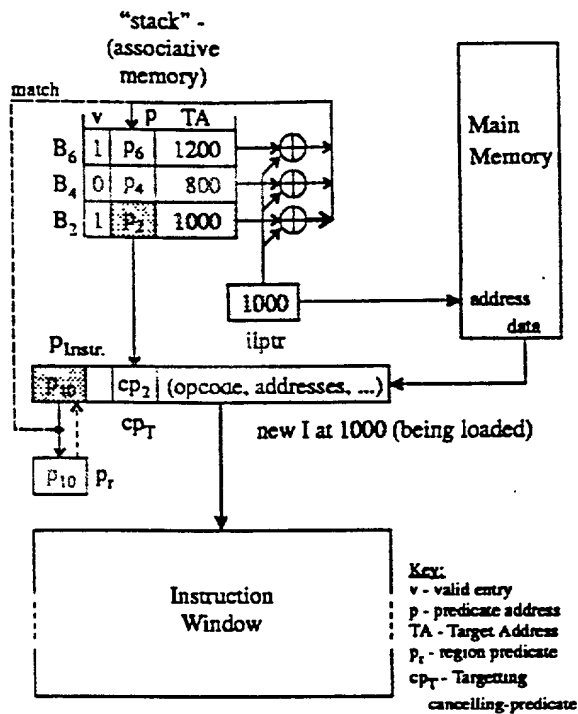 “stack” -
(associative
memory)
match
v p TA
B6 1 p6 1200
B4 0 p4 800
B2 1 p2 1000
Main
Memory
1000
address
data
iIptr
PInstr.
p10 cp2 (opcode, addresses, ...)
cpT
new I at 1000 (being loaded)
p10 pr
Instruction
Window
Key:
v - valid entry
p - predicate address
TA - Target Address
pr - region predicate
cpT - Targetting
cancelling-predicate